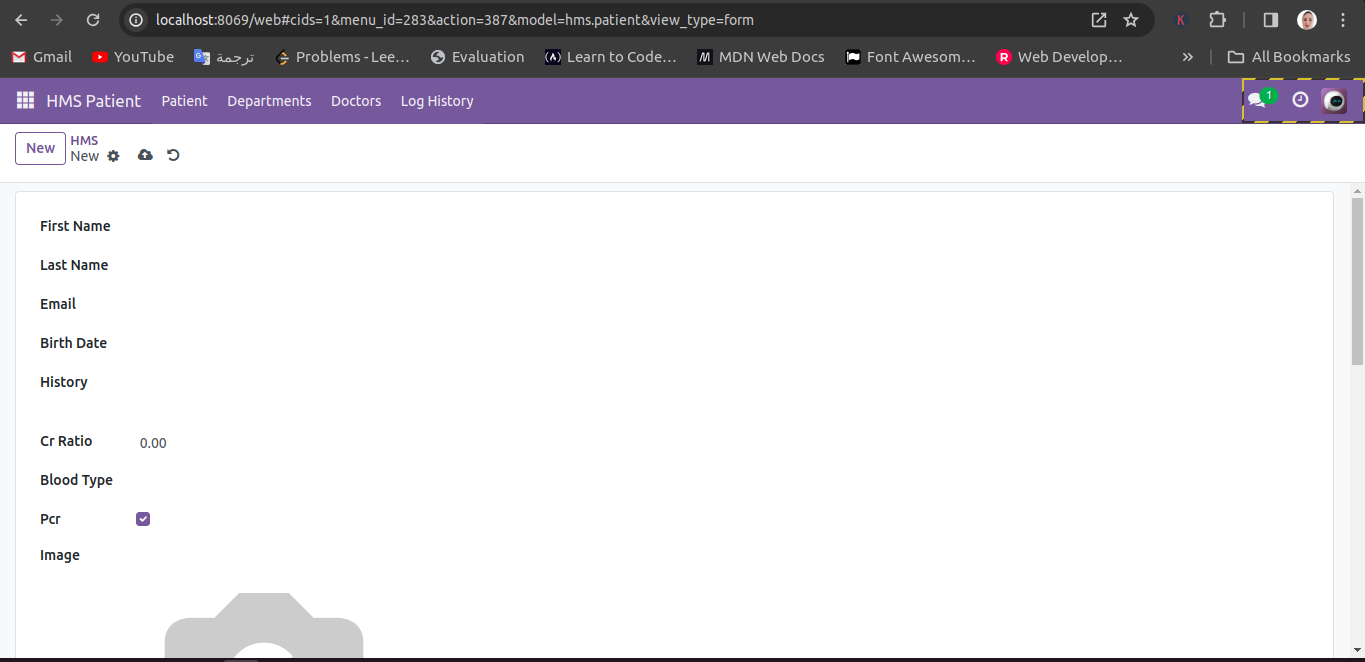 localhost:8069/web#cids=1&menu_id=283&action=387&model=hms.patient&view_type=form K
Gmail YouTube ترجمة Problems - Lee... Evaluation Learn to Code... MDN Web Docs Font Awesom... R Web Develop... » All Bookmarks
HMS Patient Patient Departments Doctors Log History 1
New HMS
New
First Name
Last Name
Email
Birth Date
History
Cr Ratio 0.00
Blood Type
Pcr
Image